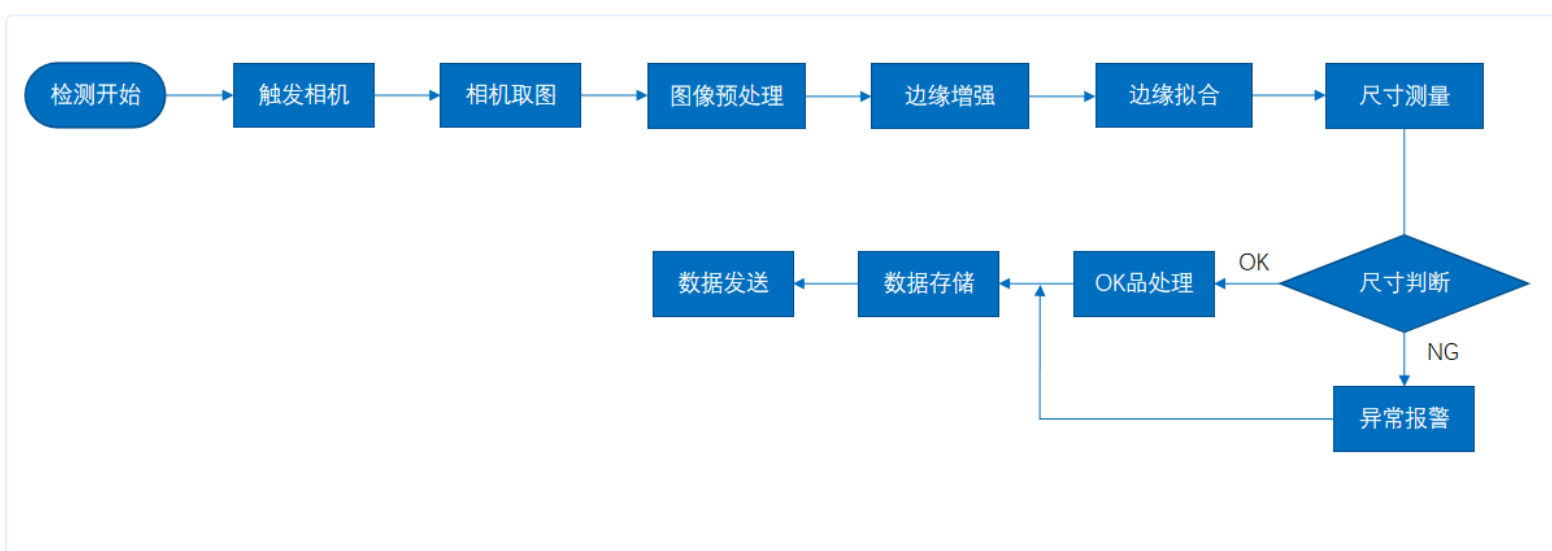 检测开始
触发相机
相机取图
图像预处理
边缘增强
边缘拟合
尺寸测量
尺寸判断
OK
OK品处理
数据存储
数据发送
NG
异常报警